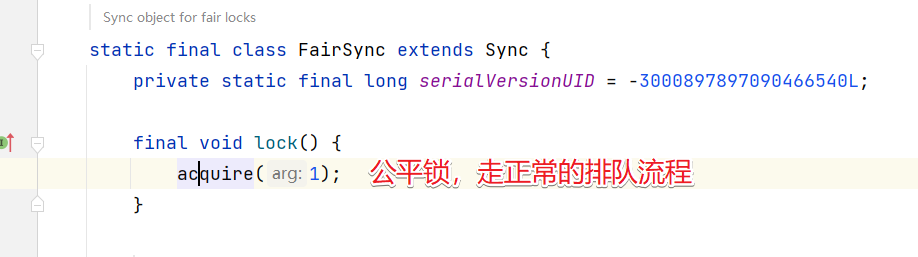 Sync object for fair locks
static final class FairSync extends Sync {
private static final long serialVersionUID = -3000897897090466540L;
final void lock() {
acquire( arg: 1); 公平锁，走正常的排队流程
}